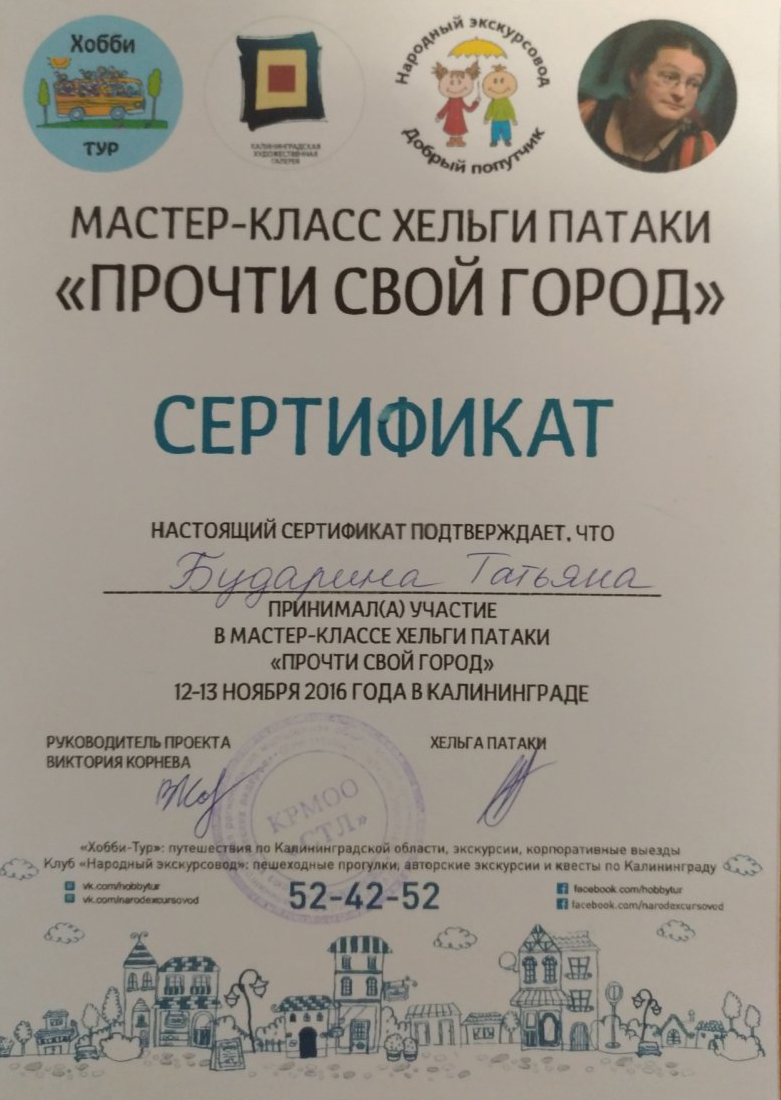 Хобби
ТУР
КАЛИНИНГРАДСКАЯ
ХУДОЖЕСТВЕННАЯ
ГАЛЕРЕЯ
Народный экскурсовод
Добрый попутчик
МАСТЕР-КЛАСС ХЕЛЬГИ ПАТАКИ
«ПРОЧТИ СВОЙ ГОРОД»
СЕРТИФИКАТ
НАСТОЯЩИЙ СЕРТИФИКАТ ПОДТВЕРЖДАЕТ, ЧТО
Бударина Татьяна
ПРИНИМАЛ(А) УЧАСТИЕ
В МАСТЕР-КЛАССЕ ХЕЛЬГИ ПАТАКИ
«ПРОЧТИ СВОЙ ГОРОД»
12-13 НОЯБРЯ 2016 ГОДА В КАЛИНИНГРАДЕ
РУКОВОДИТЕЛЬ ПРОЕКТА
ВИКТОРИЯ КОРНЕВА
ХЕЛЬГА ПАТАКИ
КРМОО
СТЛ»
«Хобби-Тур»: путешествия по Калининградской области, экскурсии, корпоративные выезды
Клуб «Народный экскурсовод»: пешеходные прогулки, авторские экскурсии и квесты по Калининграду
vk.com/hobbytur
vk.com/narodexcursovod
52-42-52
facebook.com/hobbytur
facebook.com/narodexcursovod